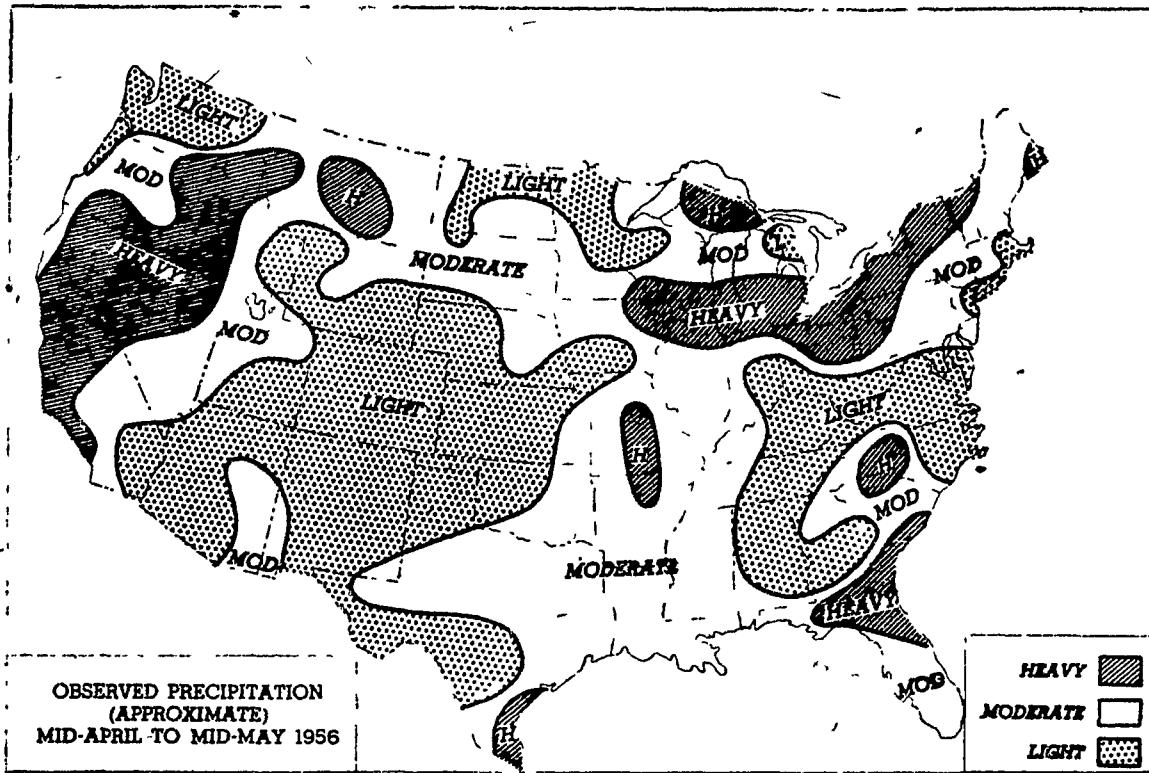 LIGHT
MOD
H
LIGHT
H
H
HEAVY
MODERATE
MOD
L
MOD
MOD
HEAVY
LIGHT
LIGHT
H
H
MOD
MOD
MODERATE
HEAVY
MOD
H
OBSERVED PRECIPITATION
(APPROXIMATE)
MID-APRIL TO MID-MAY 1956
HEAVY
MODERATE
LIGHT